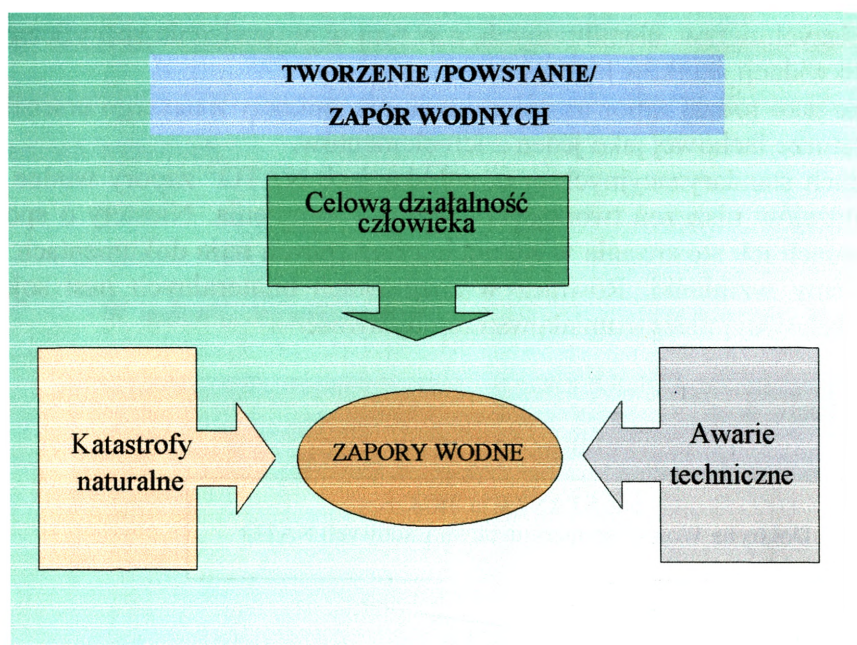 TWORZENIE /POWSTANIE/
ZAPÓR WODNYCH
Celowa działalność
człowieka
Katastrofy
naturalne
ZAPORY WODNE
Awarie
techniczne